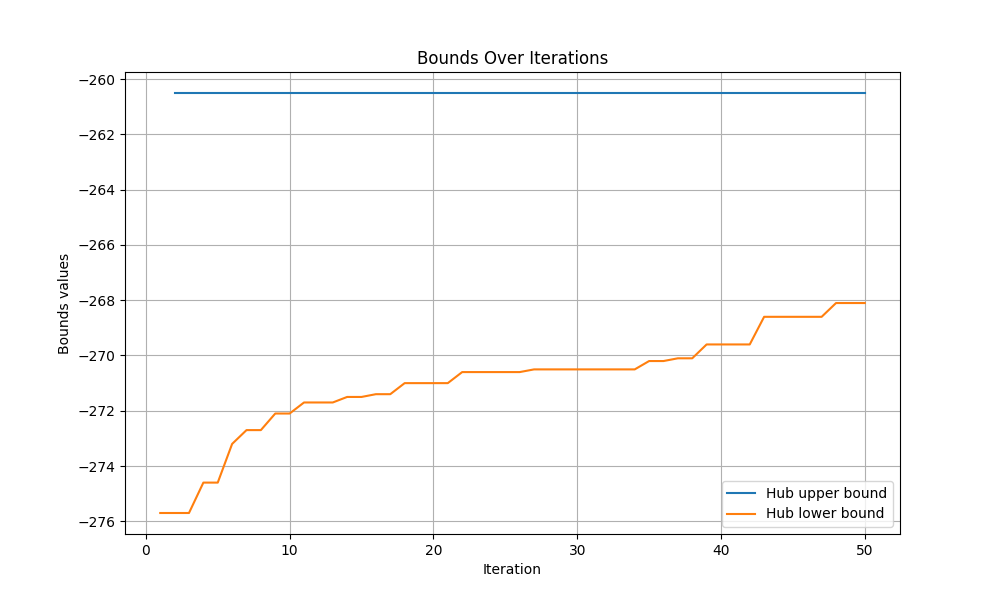 Bounds Over Iterations
−260
−262
−264
−266
−268
−270
−272
−274
−276
Bounds values
0 10 20 30 40 50
Iteration
Hub upper bound
Hub lower bound